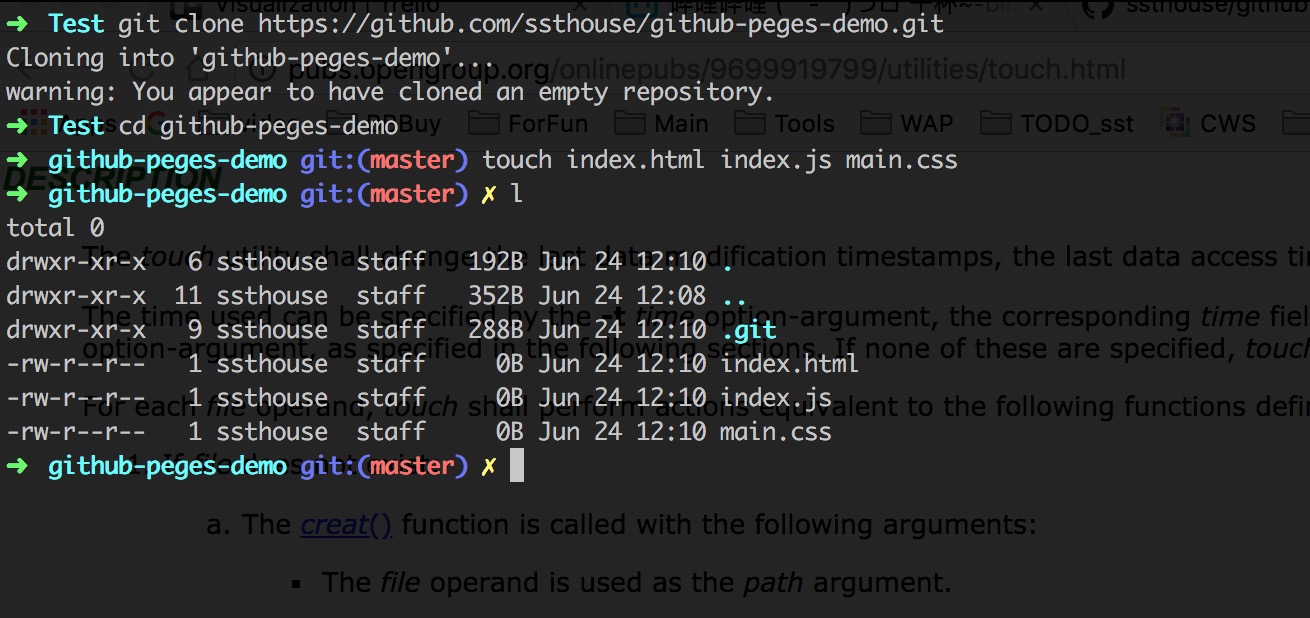 Visualization | Trello
ssthouse/github
➜ Test git clone https://github.com/ssthouse/github-peges-demo.git
Cloning into 'github-peges-demo'...
pubs.opengroup.org/onlinepubs/9699919799/utilities/touch.html
warning: You appear to have cloned an empty repository.
➜ Test cd github-peges-demo
ForFun Main Tools WAP TODO_sst CWS
➜ github-peges-demo git:(master) touch index.html index.js main.css
DESCRIPTION
➜ github-peges-demo git:(master) ✗ l
total 0
The touch utility shall change the last data modification timestamps, the last data access
drwxr-xr-x 6 ssthouse staff 192B Jun 24 12:10 .
drwxr-xr-x 11 ssthouse staff 352B Jun 24 12:08 ..
The time used can be specified by the -t time option-argument, the corresponding time
drwxr-xr-x 9 ssthouse staff 288B Jun 24 12:10 .git
option-argument, as specified in the following sections. If none of these are specified, touch
-rw-r--r-- 1 ssthouse staff 0B Jun 24 12:10 index.html
-rw-r--r-- 1 ssthouse staff 0B Jun 24 12:10 index.js
For each file operand, touch shall perform actions equivalent to the following functions
-rw-r--r-- 1 ssthouse staff 0B Jun 24 12:10 main.css
➜ github-peges-demo git:(master) ✗
a. The creat() function is called with the following arguments:
▪ The file operand is used as the path argument.